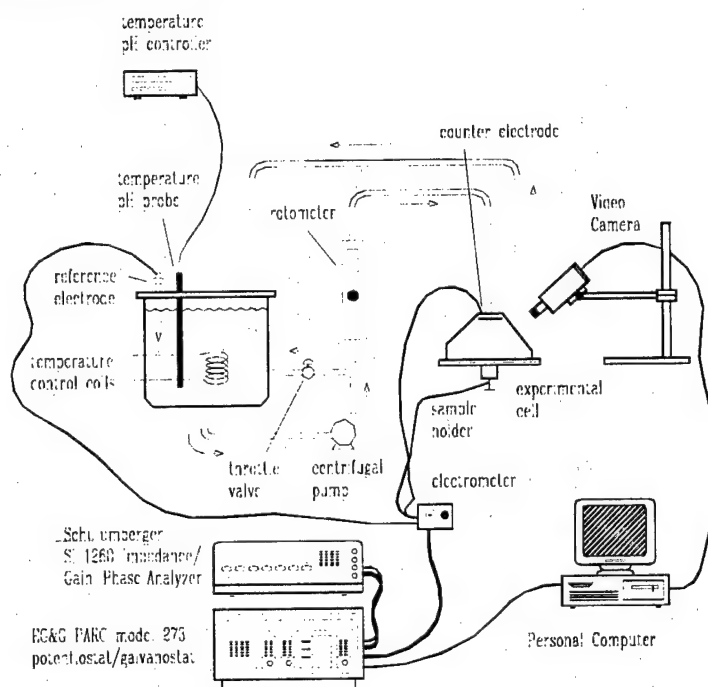 temperature
pH controller
counter electrode
temperature
pH probe
rotometer
Video
Camera
reference
electrode
temperature
control coils
experimental
cell
sample
holder
throttle
valve
centrifugal
pump
electrometer
Schlumberger
SI 1260 Impedance/
Gain Phase Analyzer
EG&G PARC model 273
potentiostat/galvanostat
Personal Computer